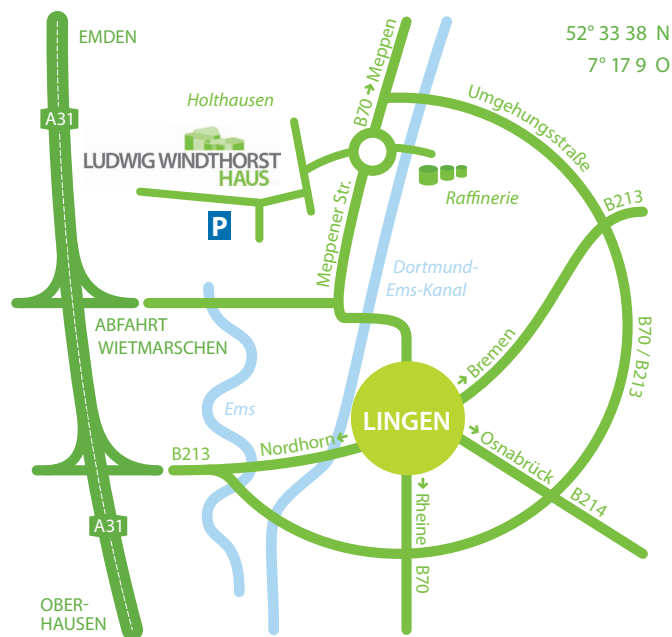 EMDEN
52° 33 38 N
7° 17 9 O
A31
Holthausen
B70 → Meppen
Umgehungsstraße
LUDWIG WINDTHORST
HAUS
Raffinerie
B213
P
Meppener Str.
Dortmund-
Ems-Kanal
ABFAHRT
WIETMARSCHEN
→ Bremen
B70 / B213
Ems
LINGEN
B213
Nordhorn ←
→ Osnabrück
B214
→ Rheine
B70
A31
OBER-
HAUSEN